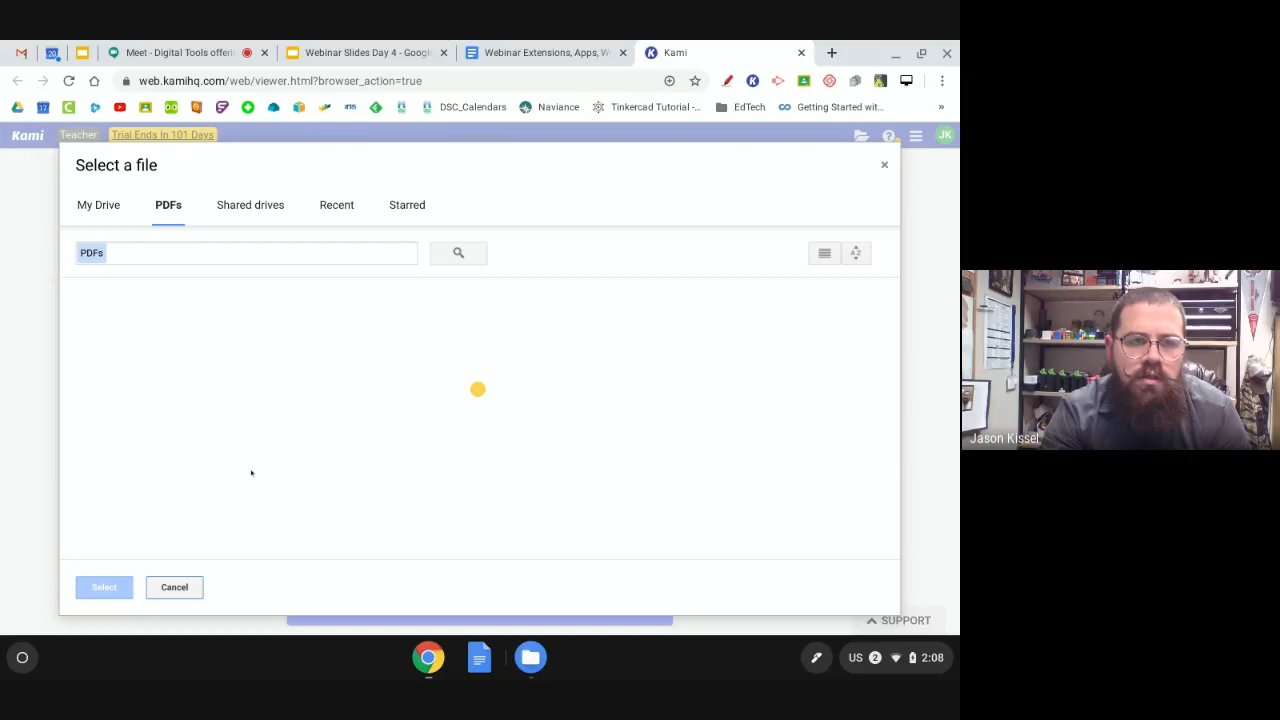 Meet - Digital Tools offeri
Webinar Slides Day 4 - Googl
Webinar Extensions, Apps, W
Kami
web.kamihq.com/web/viewer.html?browser_action=true
DSC_Calendars
Naviance
Tinkercad Tutorial -...
EdTech
Getting Started wit...
»
Kami
Teacher
Trial Ends In 101 Days
JK
Select a file
×
My Drive
PDFs
Shared drives
Recent
Starred
PDFs
AZ
Select
Cancel
SUPPORT
US
2
2:08
Jason Kissel